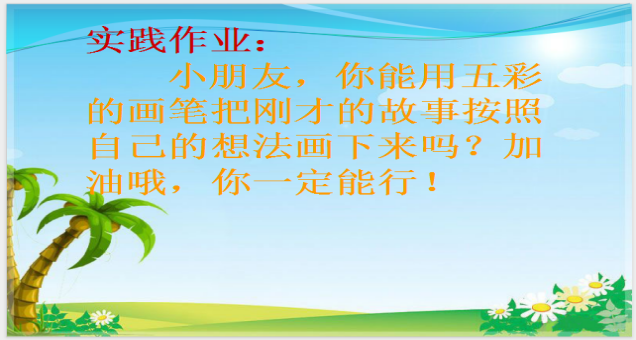 实践作业：
小朋友，你能用五彩
的画笔把刚才的故事按照
自己的想法画下来吗？加
油哦，你一定能行！